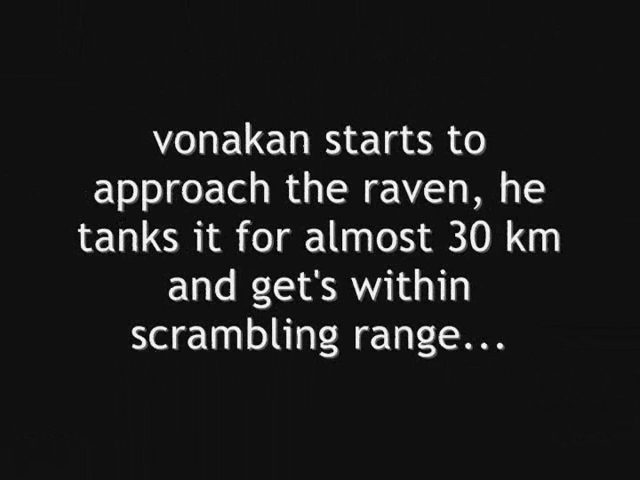 vonakan starts to
approach the raven, he
tanks it for almost 30 km
and get's within
scrambling range...